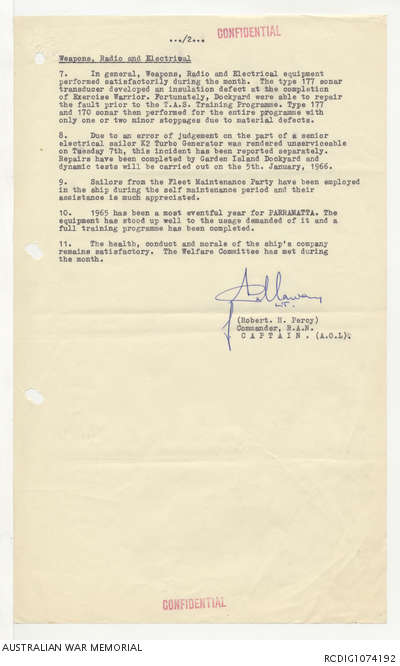 CONFIDENTIAL
.../2...
Weapons, Radio and Electrical
7. In general, Weapons, Radio and Electrical equipment
performed satisfactorily during the month. The type 177 sonar
transducer developed an insulation defect at the completion
of Exercise Warrior. Fortunately, Dockyard were able to repair
the fault prior to the T.A.S. Training Programme. Type 177
and 170 sonar then performed for the entire programme with
only one or two minor stoppages due to material defects.
8. Due to an error of judgement on the part of a senior
electrical sailor K2 Turbo Generator was rendered unserviceable
on Tuesday 7th, this incident has been reported separately.
Repairs have been completed by Garden Island Dockyard and
dynamic tests will be carried out on the 5th. January, 1966.
9. Sailors from the Fleet Maintenance Party have been employed
in the ship during the self maintenance period and their
assistance is much appreciated.
10. 1965 has been a most eventful year for PARRAMATTA. The
equipment has stood up well to the usage demanded of it and a
full training programme has been completed.
11. The health, conduct and morale of the ship's company
remains satisfactory. The Welfare Committee has met during
the month.
(Robert. H. Percy)
Commander, R.A.N.
C A P T A I N . (A.O.L).
CONFIDENTIAL
AUSTRALIAN WAR MEMORIAL
RCDIG1074192